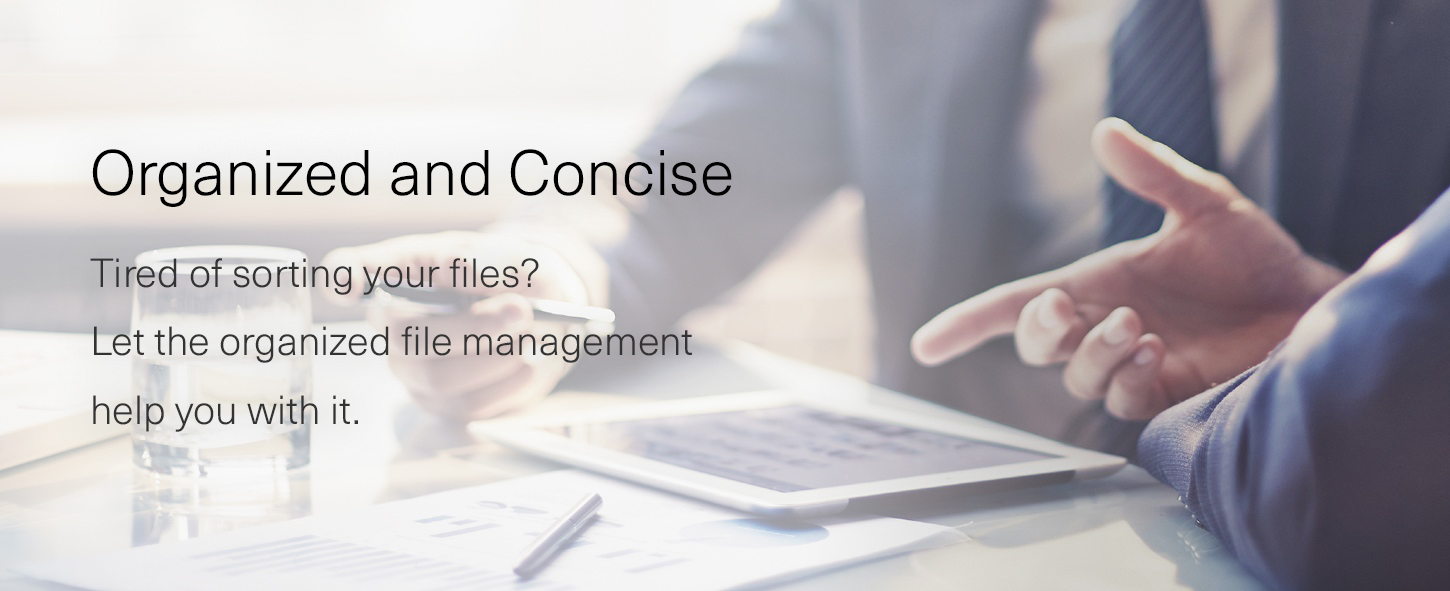 Organized and Concise
Tired of sorting your files?
Let the organized file management
help you with it.